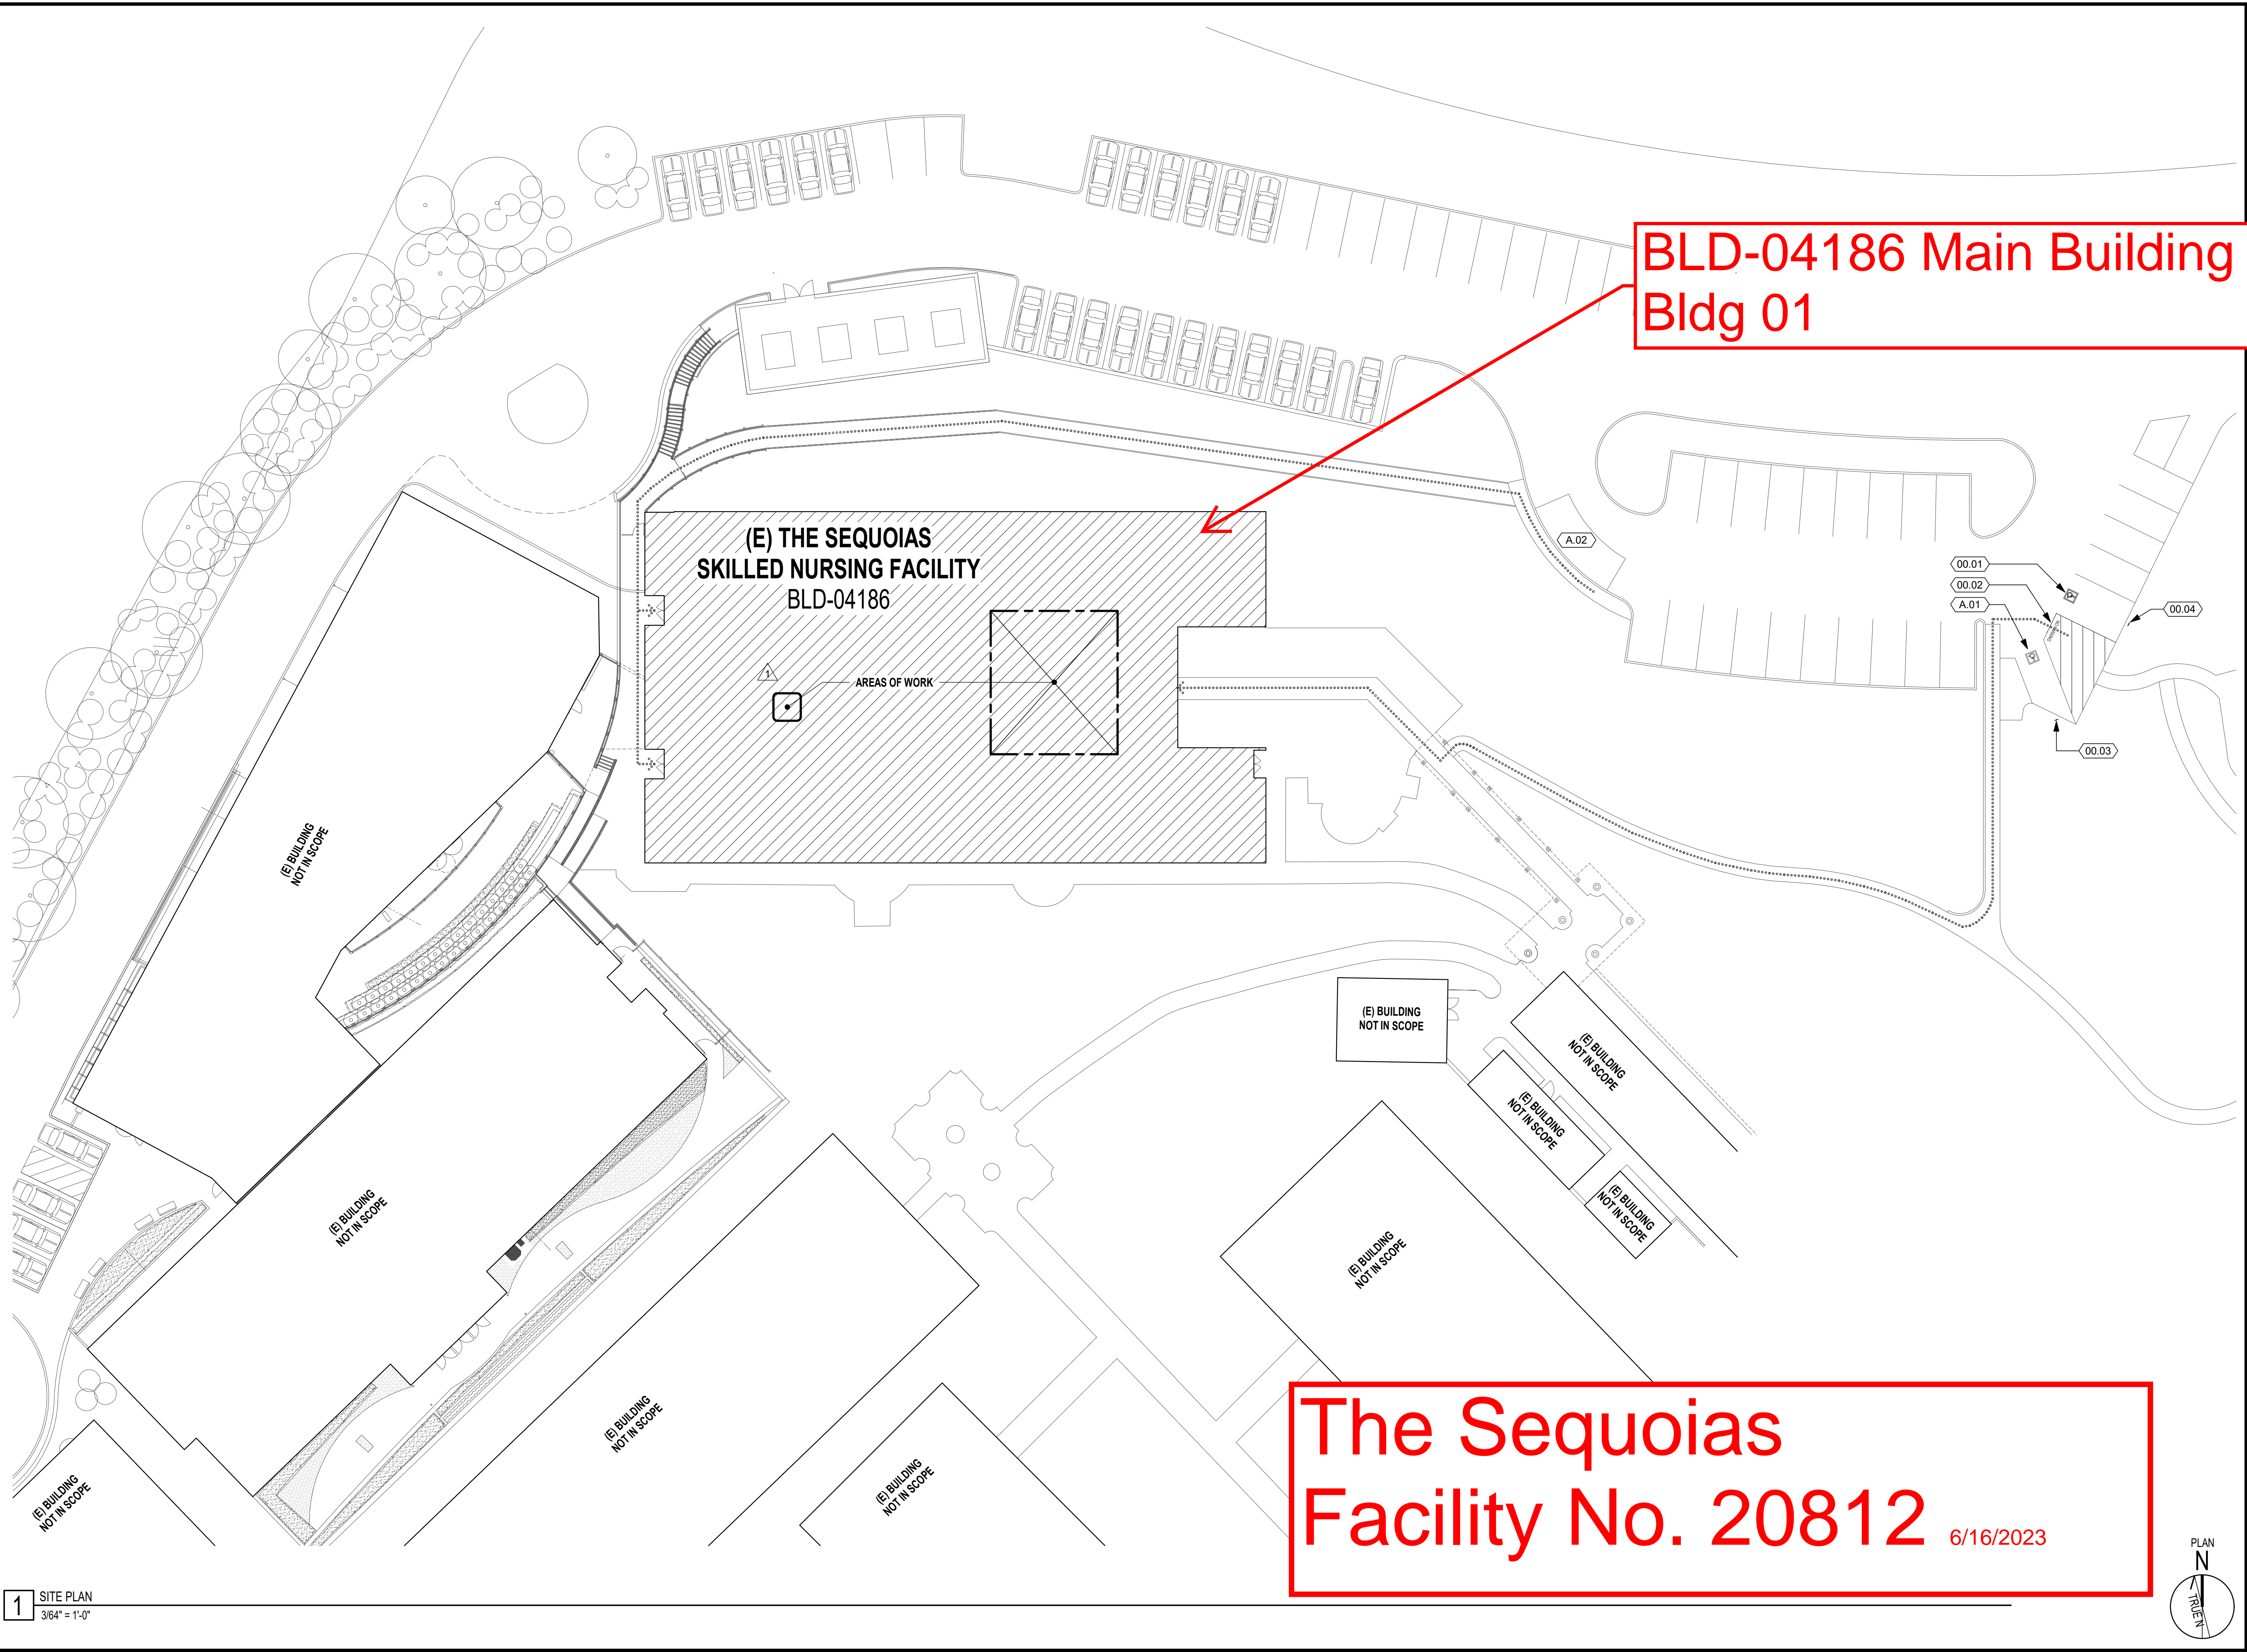 BLD-04186 Main Building
Bldg 01
(E) THE SEQUOIAS
SKILLED NURSING FACILITY
BLD-04186
A.02
00.01
00.02
A.01
00.04
00.03
1
AREAS OF WORK
(E) BUILDING
NOT IN SCOPE
(E) BUILDING
NOT IN SCOPE
(E) BUILDING
NOT IN SCOPE
(E) BUILDING
NOT IN SCOPE
(E) BUILDING
NOT IN SCOPE
(E) BUILDING
NOT IN SCOPE
(E) BUILDING
NOT IN SCOPE
(E) BUILDING
NOT IN SCOPE
(E) BUILDING
NOT IN SCOPE
(E) BUILDING
NOT IN SCOPE
The Sequoias
Facility No. 20812 6/16/2023
PLAN
N
TRUE N
1 SITE PLAN
3/64" = 1'-0"